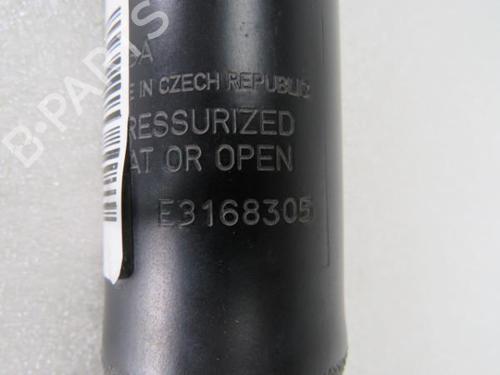 B-PARTS
A
E IN CZECH REPUBLIC
RESSURIZED
AT OR OPEN
E3168305